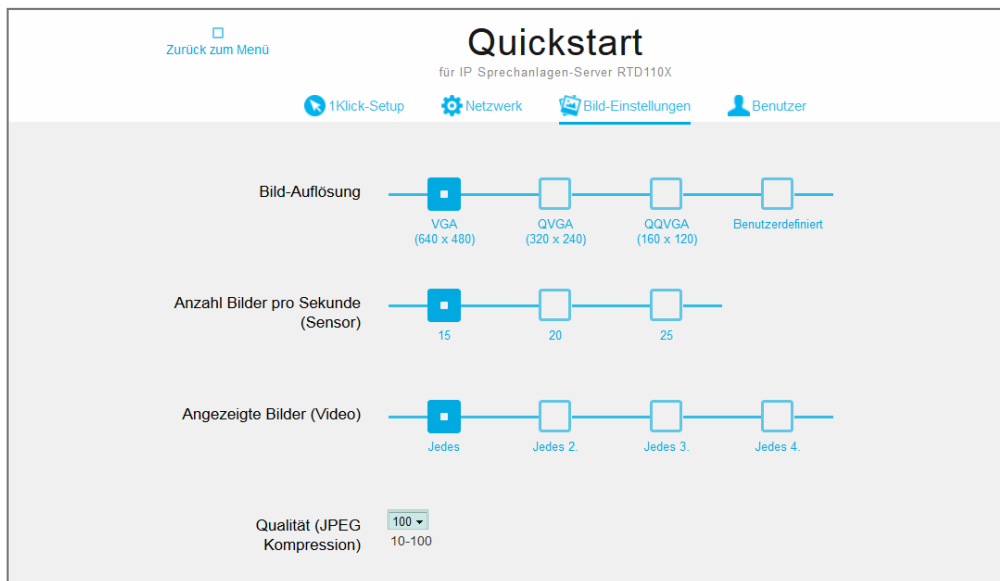 Zurück zum Menü
Quickstart
für IP Sprechanlagen-Server RTD110X
1Klick-Setup Netzwerk Bild-Einstellungen Benutzer
Bild-Auflösung
VGA QVGA QQVGA Benutzerdefiniert
(640 x 480) (320 x 240) (160 x 120)
Anzahl Bilder pro Sekunde
(Sensor)
15 20 25
Angezeigte Bilder (Video)
Jedes Jedes 2. Jedes 3. Jedes 4.
Qualität (JPEG
Kompression)
100
10-100